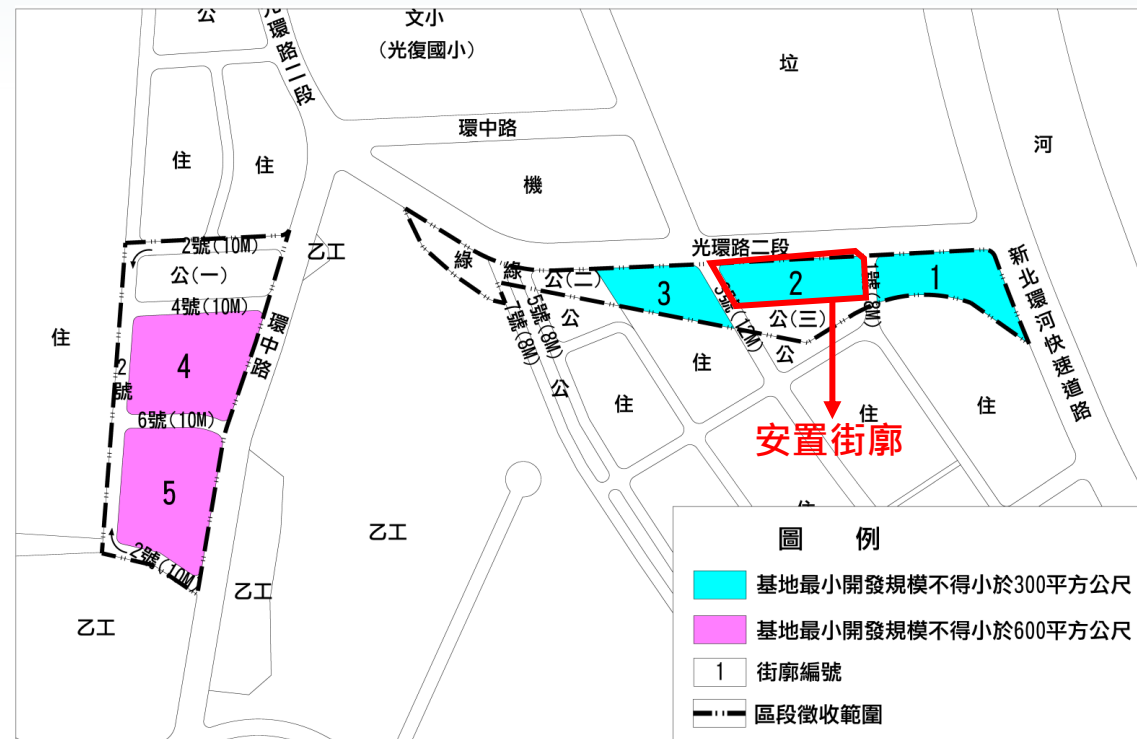 公
光環路二段
文小
(光復國小)
垃
環中路
河
住
住
機
2號(10M)
乙工
綠
綠
光環路二段
公(一)
公(二)
1
2
3
1號(8M)
新北環河快速道路
4號(10M)
環中路
住
4
2號
7號(8M)
5號(8M)
公
公(三)
公
住
公
住
住
住
6號(10M)
安置街廓
5
乙工
2號(10M)
乙工
乙工
住
圖 例
基地最小開發規模不得小於300平方公尺
基地最小開發規模不得小於600平方公尺
1 街廓編號
區段徵收範圍